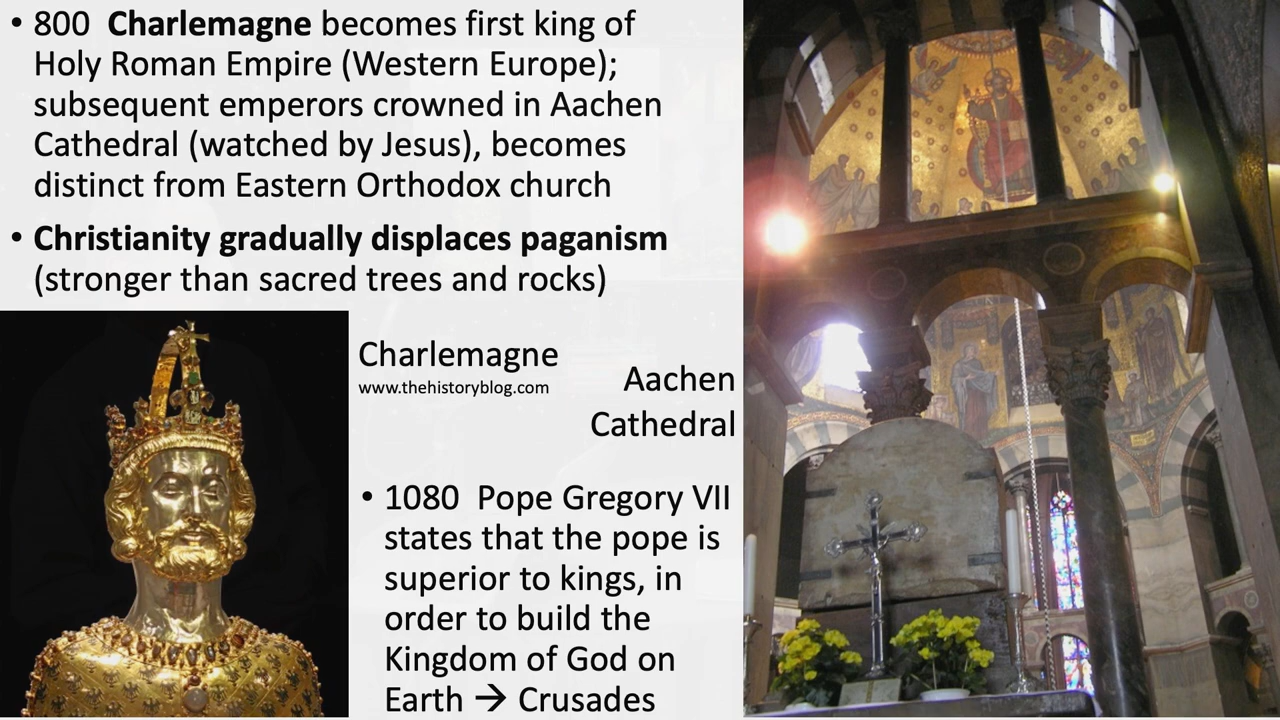 • 800  Charlemagne becomes first king of
Holy Roman Empire (Western Europe);
subsequent emperors crowned in Aachen
Cathedral (watched by Jesus), becomes
distinct from Eastern Orthodox church
• Christianity gradually displaces paganism
(stronger than sacred trees and rocks)
Charlemagne
www.thehistoryblog.com
Aachen
Cathedral
• 1080  Pope Gregory VII
states that the pope is
superior to kings, in
order to build the
Kingdom of God on
Earth → Crusades